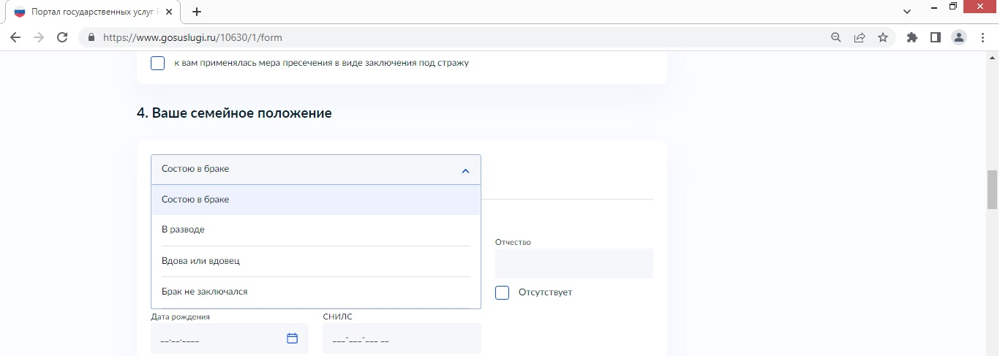 Портал государственных услуг Р
https://www.gosuslugi.ru/10630/1/form
к вам применялась мера пресечения в виде заключения под стражу
4. Ваше семейное положение
Состою в браке
Состою в браке
В разводе
Вдова или вдовец
Брак не заключался
Отчество
Отсутствует
Дата рождения
СНИЛС
__.__.____
___-___-___ __